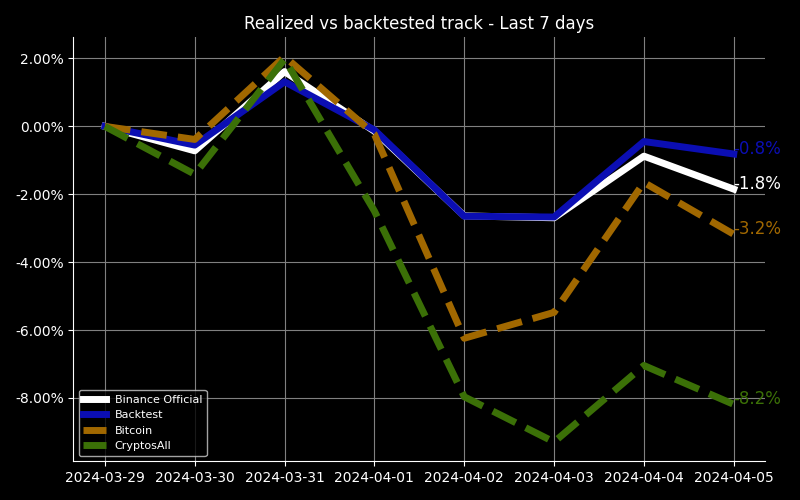 Realized vs backtested track - Last 7 days
2.00%
0.00%
-2.00%
-4.00%
-6.00%
-8.00%
-0.8%
-1.8%
-3.2%
-8.2%
Binance Official
Backtest
Bitcoin
CryptosAll
2024-03-29 2024-03-30 2024-03-31 2024-04-01 2024-04-02 2024-04-03 2024-04-04 2024-04-05